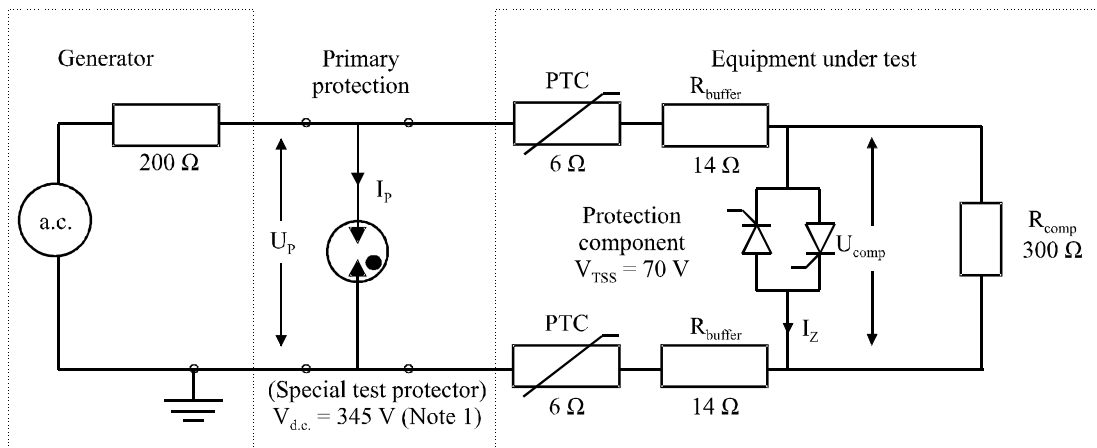 Generator
Primary
protection
Equipment under test
PTC
R_buffer
200 Ω
6 Ω
14 Ω
a.c.
U_P
I_P
Protection
component
V_TSS = 70 V
U_comp
R_comp
300 Ω
PTC
R_buffer
I_Z
(Special test protector)
V_d.c. = 345 V (Note 1)
6 Ω
14 Ω